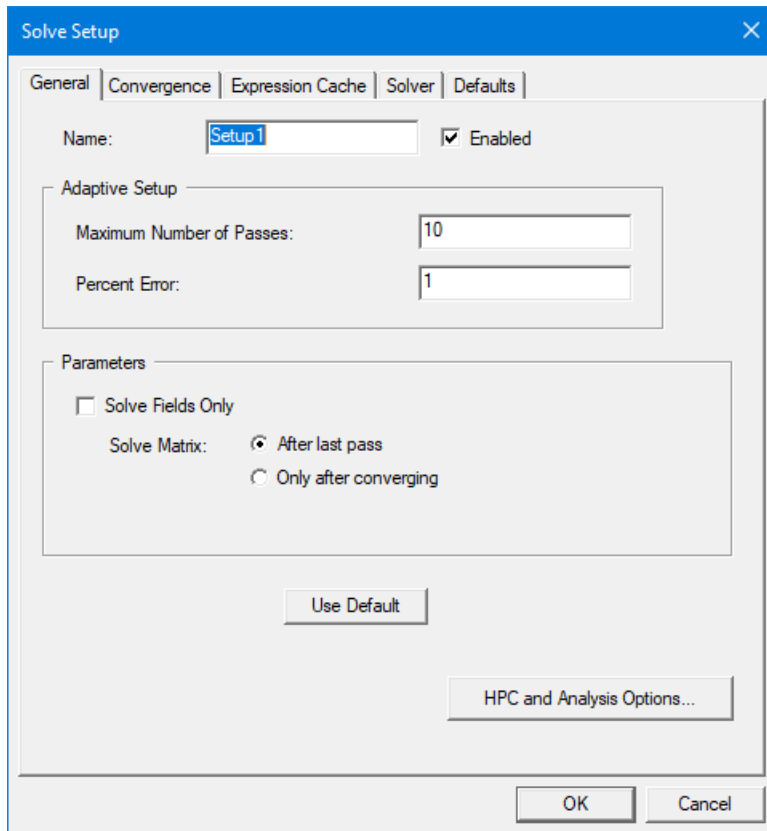 Solve Setup
General Convergence Expression Cache Solver Defaults
Name: Setup1 Enabled
Adaptive Setup
Maximum Number of Passes: 10
Percent Error: 1
Parameters
Solve Fields Only
Solve Matrix: After last pass
Only after converging
Use Default
HPC and Analysis Options...
OK Cancel